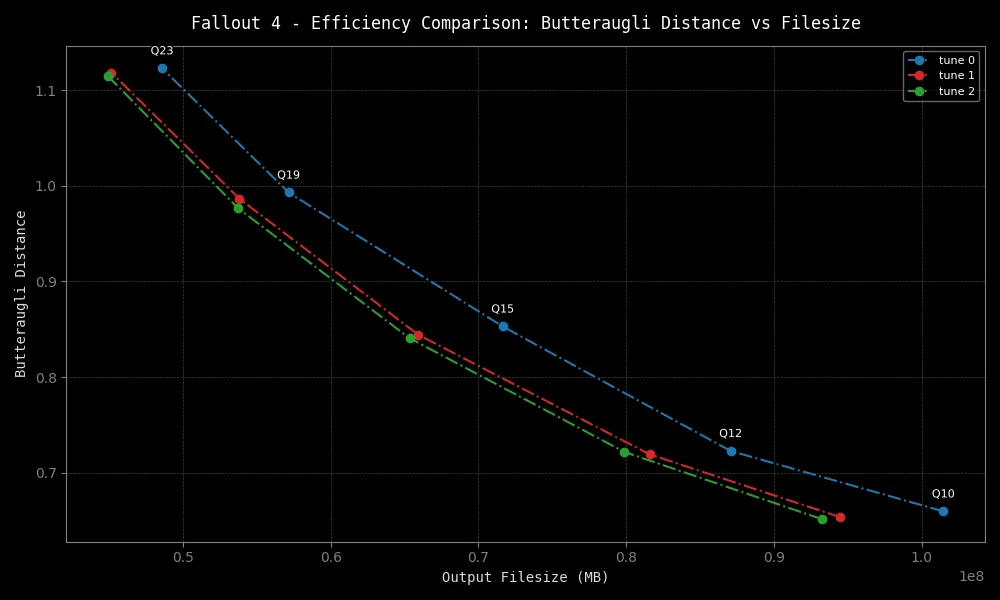 Fallout 4 - Efficiency Comparison: Butteraugli Distance vs Filesize
Q23
tune 0
tune 1
tune 2
1.1
Q19
1.0
0.9
Q15
0.8
Q12
0.7
Q10
Butteraugli Distance
0.5 0.6 0.7 0.8 0.9 1.0
1e8
Output Filesize (MB)